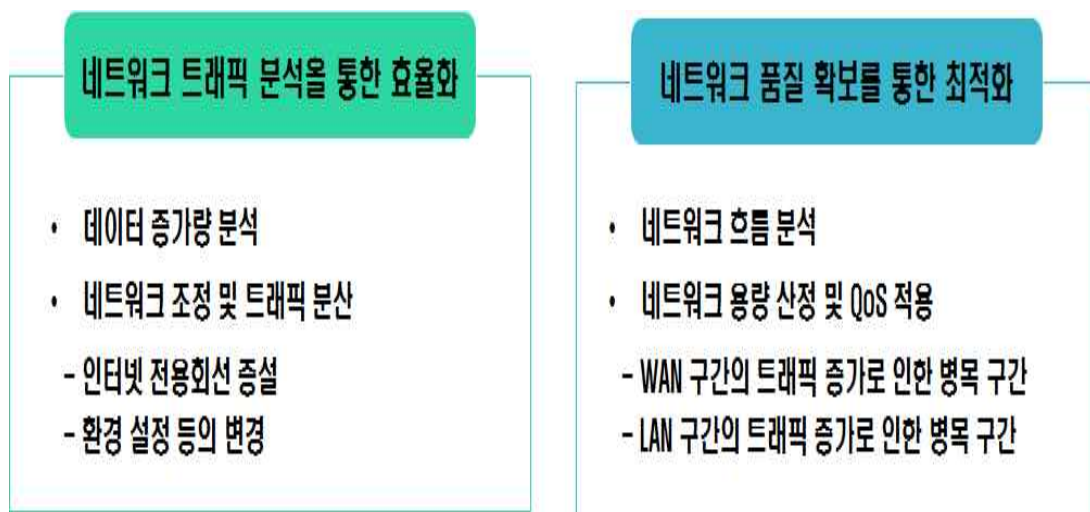 네트워크 트래픽 분석을 통한 효율화
• 데이터 증가량 분석
• 네트워크 조정 및 트래픽 분산
- 인터넷 전용회선 증설
- 환경 설정 등의 변경
네트워크 품질 확보를 통한 최적화
• 네트워크 흐름 분석
• 네트워크 용량 산정 및 QoS 적용
- WAN 구간의 트래픽 증가로 인한 병목 구간
- LAN 구간의 트래픽 증가로 인한 병목 구간